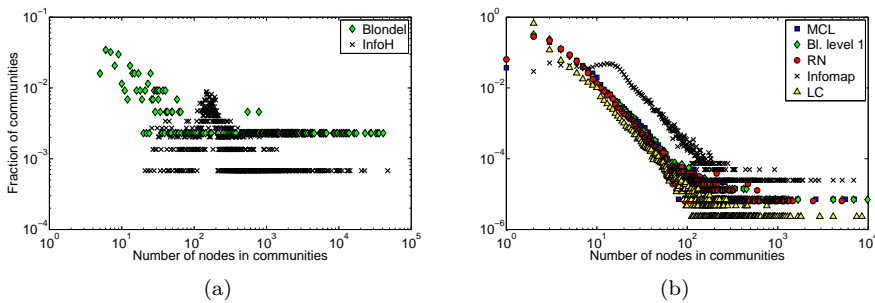 10^-1
10^-2
10^-3
10^-4
Fraction of communities
10^0 10^1 10^2 10^3 10^4 10^5
Number of nodes in communities
Blondel
InfoH
(a)
10^0
10^-2
10^-4
10^-6
10^0 10^1 10^2 10^3 10^4
Number of nodes in communities
MCL
Bl. level 1
RN
Infomap
LC
(b)